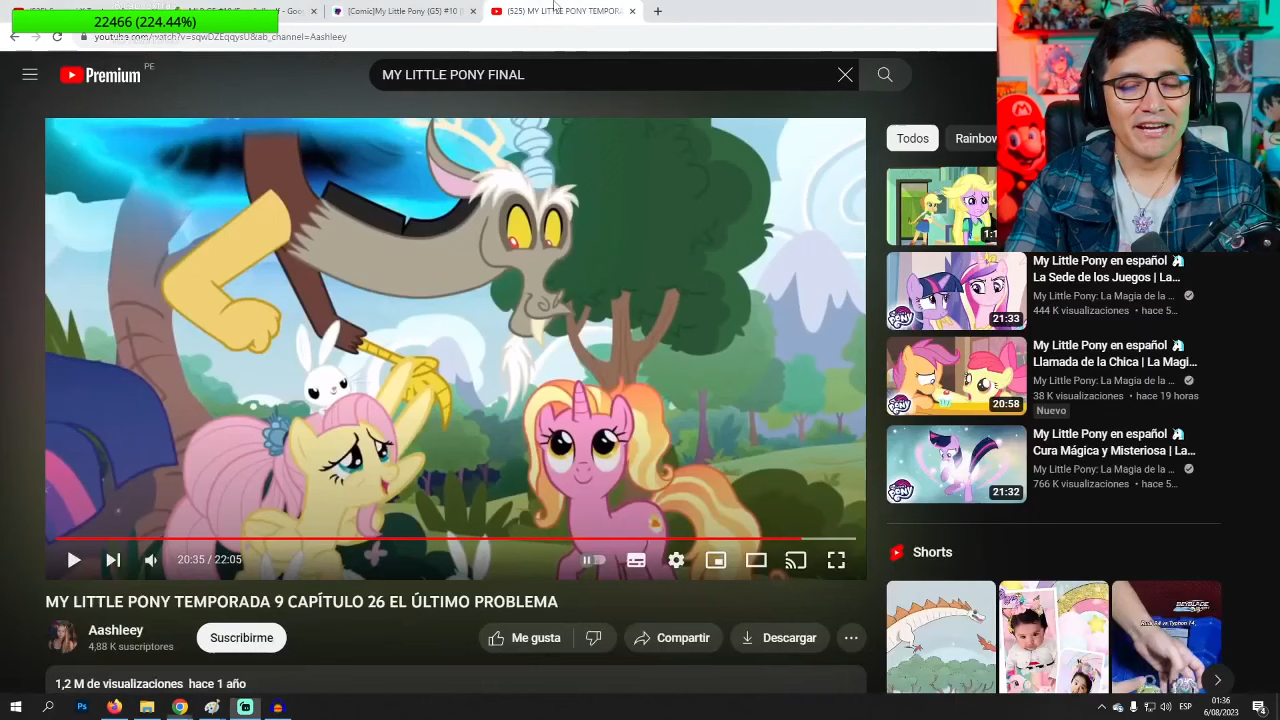 22466 (224.44%)
[Comic]My Little Pony (G5) #10 [
(525) MY LITTLE PONY TEMPOR
youtube.com/watch?v=sqwDZEqqysU&ab_channel=Aashleey
Premium PE
MY LITTLE PONY FINAL
Todos
Rainbow
My Little Pony en español 🦄
La Sede de los Juegos | La...
My Little Pony: La Magia de la ...
444 K visualizaciones • hace 5...
21:33
My Little Pony en español 🦄
Llamada de la Chica | La Magi...
My Little Pony: La Magia de la ...
38 K visualizaciones • hace 19 horas
20:58
Nuevo
My Little Pony en español 🦄
Cura Mágica y Misteriosa | La...
My Little Pony: La Magia de la ...
766 K visualizaciones • hace 5...
21:32
20:35 / 22:05
Shorts
MY LITTLE PONY TEMPORADA 9 CAPÍTULO 26 EL ÚLTIMO PROBLEMA
Aashleey
4,88 K suscriptores
Suscribirme
Me gusta
Compartir
Descargar
1,2 M de visualizaciones hace 1 año
ESP
01:36
6/08/2023